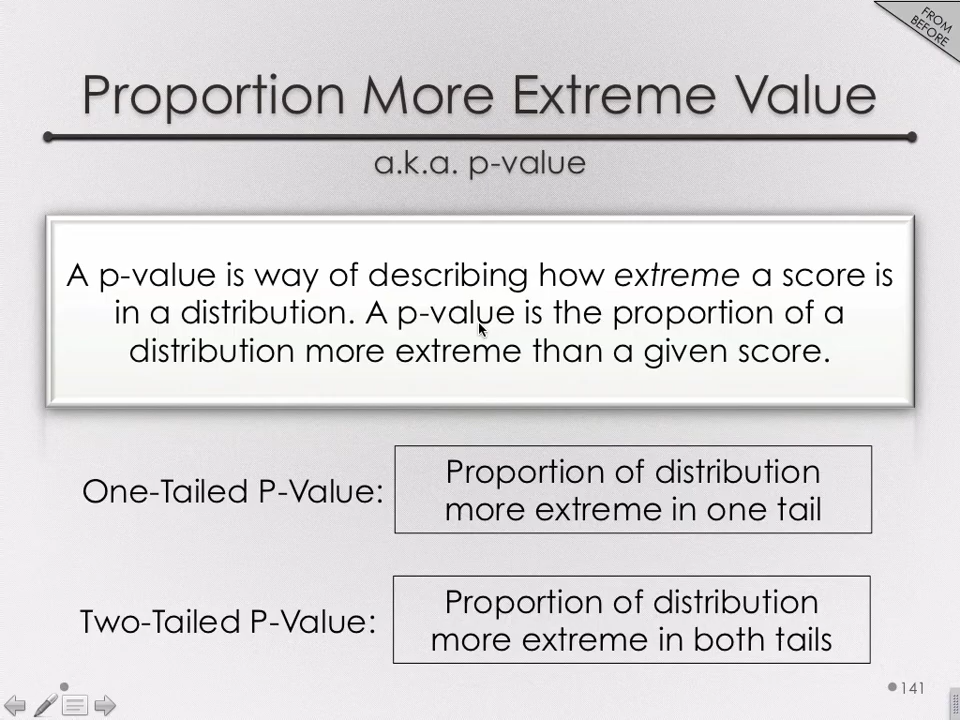 FROM
BEFORE
Proportion More Extreme Value
a.k.a. p-value
A p-value is way of describing how extreme a score is
in a distribution. A p-value is the proportion of a
distribution more extreme than a given score.
One-Tailed P-Value:
Proportion of distribution
more extreme in one tail
Two-Tailed P-Value:
Proportion of distribution
more extreme in both tails
141